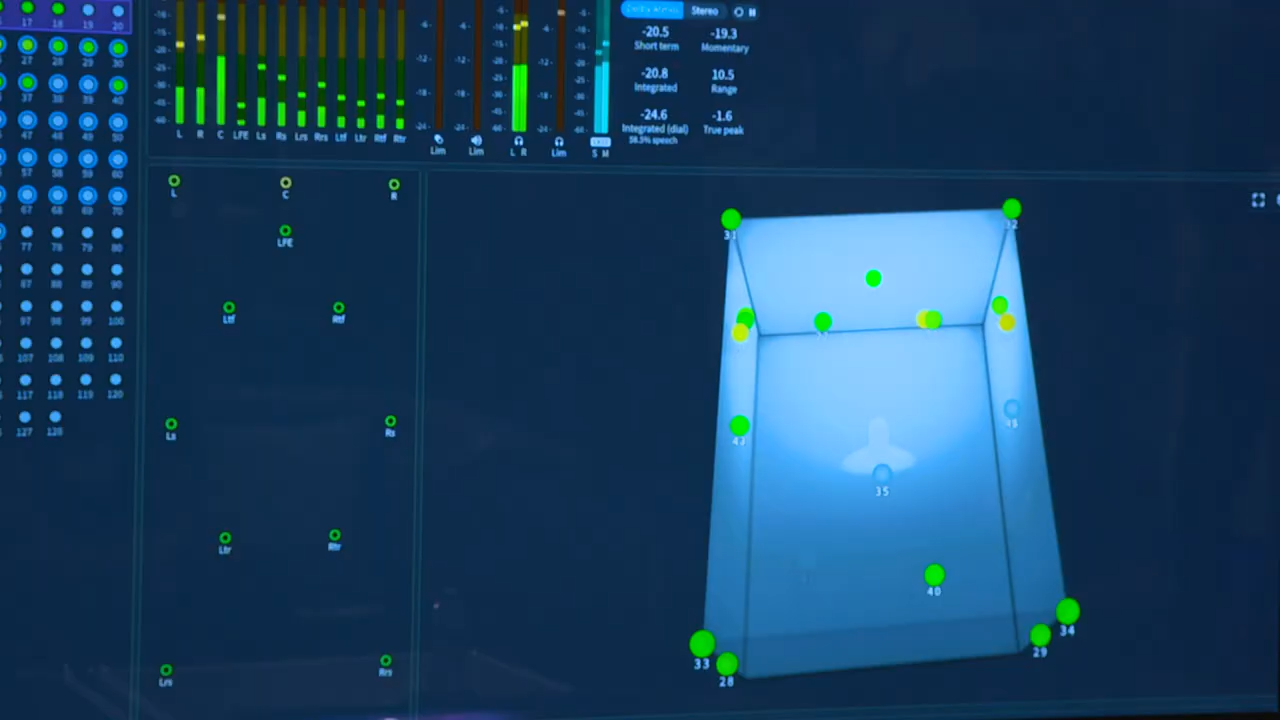 17 18 19 20
27 28 29 30
37 38 39 40
47 48 49 50
57 58 59 60
67 68 69 70
77 78 79 80
87 88 89 90
97 98 99 100
107 108 109 110
117 118 119 120
127 128
L R C LFE Ls Rs Lrs Rrs Ltf Ltr Rtf Rtr
Lim
Lim
L R
Lim
S M
Stereo
-20.5
Short term
-19.3
Momentary
-20.8
Integrated
10.5
Range
-24.6
Integrated (dial)
58.3% speech
-1.6
True peak
L
C
R
LFE
Ltf
Rtf
Ls
Rs
Ltr
Rtr
Lrs
Rrs
31
32
47
35
40
33
28
29
34